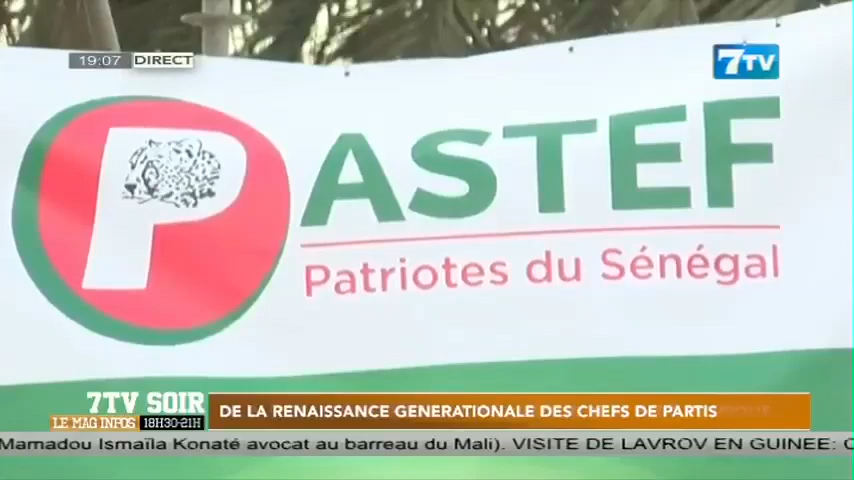 19:07 DIRECT
7TV
PASTEF
Patriotes du Sénégal
7TV SOIR
LE MAG INFOS 18H30-21H
DE LA RENAISSANCE GENERATIONALE DES CHEFS DE PARTIS
Mamadou Ismaïla Konaté avocat au barreau du Mali). VISITE DE LAVROV EN GUINEE: